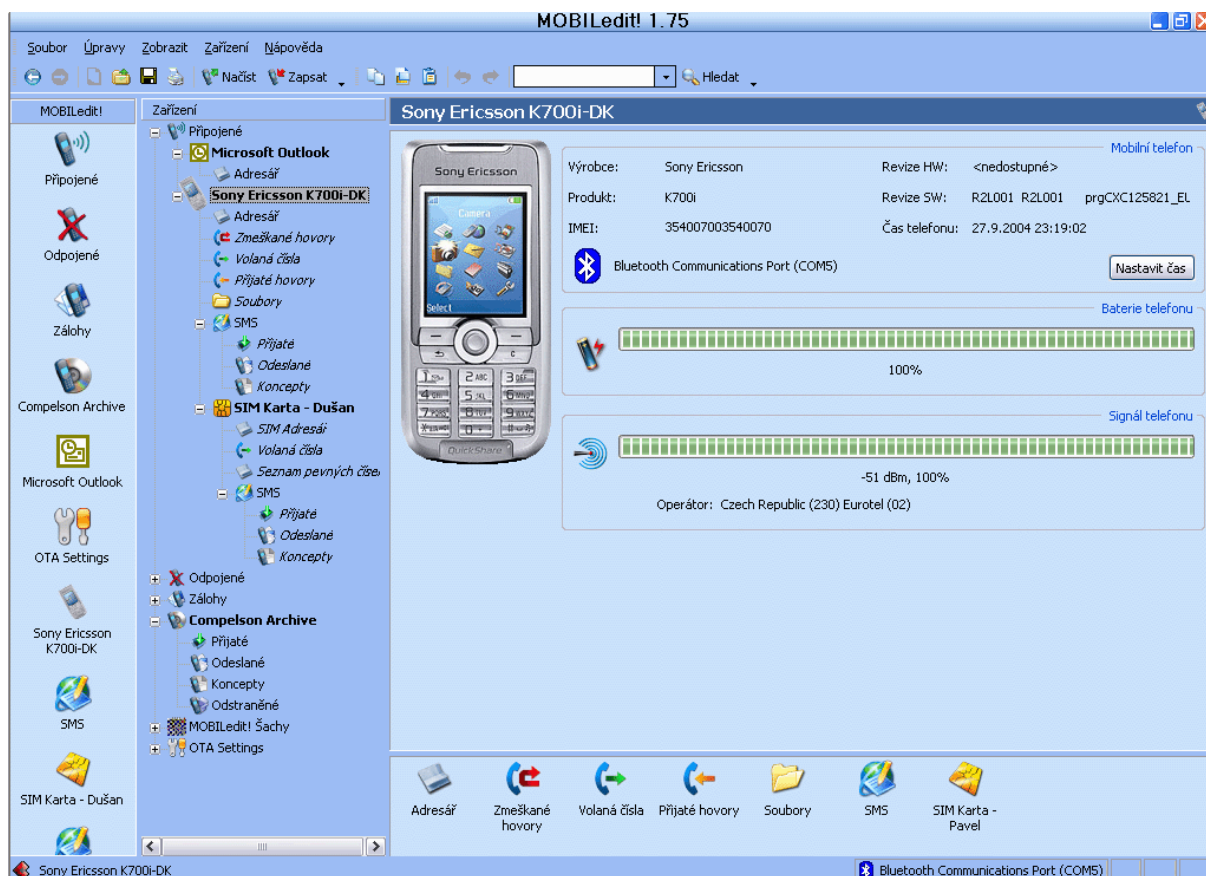 MOBILedit! 1.75
Soubor Úpravy Zobrazit Zařízení Nápověda
Načíst Zapsat Hledat
MOBILedit!
Připojené
Odpojené
Zálohy
Compelson Archive
Microsoft Outlook
OTA Settings
Sony Ericsson
K700i-DK
SMS
SIM Karta - Dušan
Zařízení
Připojené
Microsoft Outlook
Adresář
Sony Ericsson K700i-DK
Adresář
Zmeškané hovory
Volaná čísla
Přijaté hovory
Soubory
SMS
Přijaté
Odeslané
Koncepty
SIM Karta - Dušan
SIM Adresář
Volaná čísla
Seznam pevných čísel
SMS
Přijaté
Odeslané
Koncepty
Odpojené
Zálohy
Compelson Archive
Přijaté
Odeslané
Koncepty
Odstraněné
MOBILedit! Šachy
OTA Settings
Sony Ericsson K700i-DK
Sony Ericsson
Camera
Select
QuickShare
Mobilní telefon
Výrobce: Sony Ericsson Revize HW: <nedostupné>
Produkt: K700i Revize SW: R2L001 R2L001 prgCXC125821_EU
IMEI: 354007003540070 Čas telefonu: 27.9.2004 23:19:02
Bluetooth Communications Port (COM5) Nastavit čas
Baterie telefonu
100%
Signál telefonu
-51 dBm, 100%
Operátor: Czech Republic (230) Eurotel (02)
Adresář
Zmeškané
hovory
Volaná čísla
Přijaté hovory
Soubory
SMS
SIM Karta -
Pavel
Sony Ericsson K700i-DK Bluetooth Communications Port (COM5)